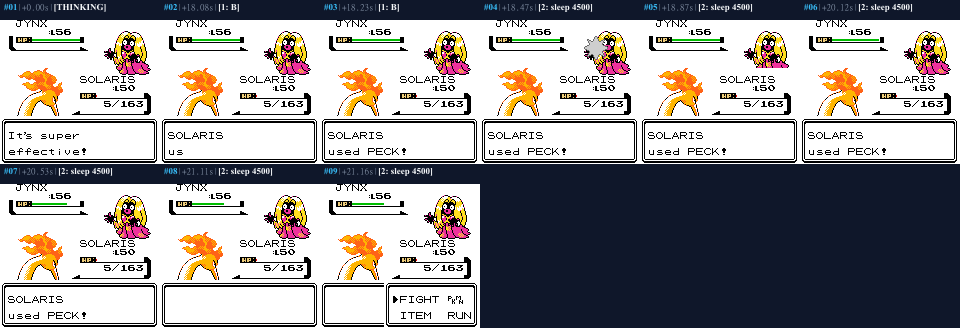 #01|+0.00s|[THINKING]
JYNX
:L56
HP:
SOLARIS
:L50
HP:
5/163
It's super
effective!
#02|+18.08s|[1: B]
JYNX
:L56
HP:
SOLARIS
:L50
HP:
5/163
SOLARIS
us
#03|+18.23s|[1: B]
JYNX
:L56
HP:
SOLARIS
:L50
HP:
5/163
SOLARIS
used PECK!
#04|+18.47s|[2: sleep 4500]
JYNX
:L56
HP:
SOLARIS
:L50
HP:
5/163
SOLARIS
used PECK!
#05|+18.87s|[2: sleep 4500]
JYNX
:L56
HP:
SOLARIS
:L50
HP:
5/163
SOLARIS
used PECK!
#06|+20.12s|[2: sleep 4500]
JYNX
:L56
HP:
SOLARIS
:L50
HP:
5/163
SOLARIS
used PECK!
#07|+20.53s|[2: sleep 4500]
JYNX
:L56
HP:
SOLARIS
:L50
HP:
5/163
SOLARIS
used PECK!
#08|+21.11s|[2: sleep 4500]
JYNX
:L56
HP:
SOLARIS
:L50
HP:
5/163
#09|+21.16s|[2: sleep 4500]
JYNX
:L56
HP:
SOLARIS
:L50
HP:
5/163
▶FIGHT PKMN
ITEM RUN